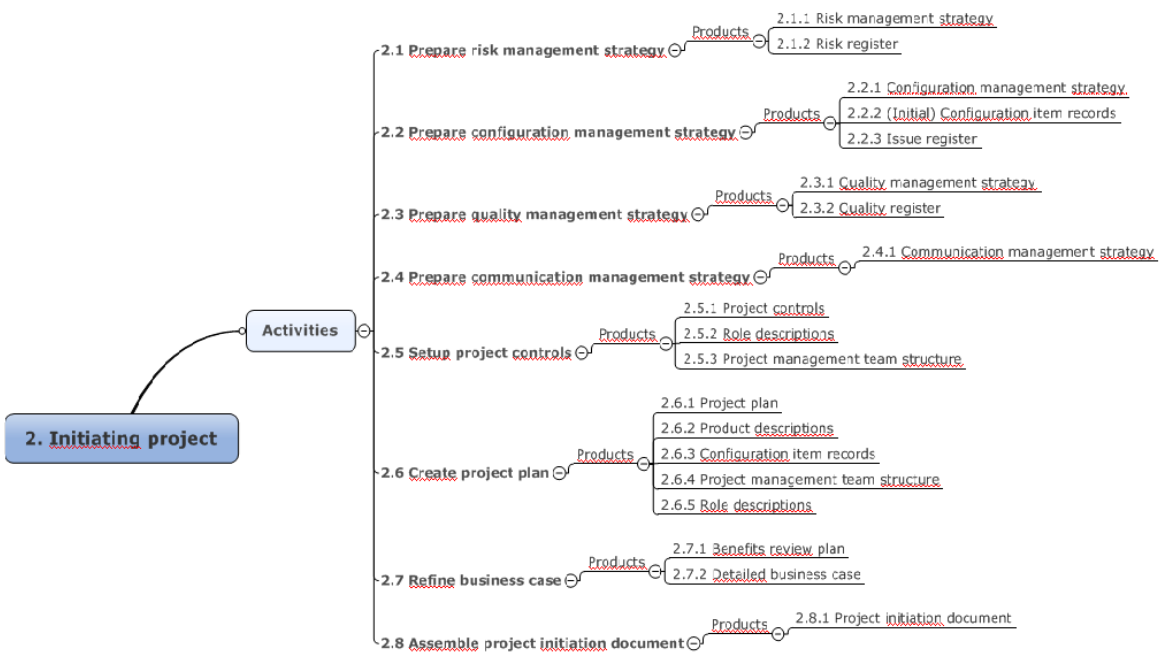 2. Initiating project
Activities
2.1 Prepare risk management strategy
Products
2.1.1 Risk management strategy
2.1.2 Risk register
2.2 Prepare configuration management strategy
Products
2.2.1 Configuration management strategy
2.2.2 (Initial) Configuration item records
2.2.3 Issue register
2.3 Prepare quality management strategy
Products
2.3.1 Quality management strategy
2.3.2 Quality register
2.4 Prepare communication management strategy
Products
2.4.1 Communication management strategy
2.5 Setup project controls
Products
2.5.1 Project controls
2.5.2 Role descriptions
2.5.3 Project management team structure
2.6 Create project plan
Products
2.6.1 Project plan
2.6.2 Product descriptions
2.6.3 Configuration item records
2.6.4 Project management team structure
2.6.5 Role descriptions
2.7 Refine business case
Products
2.7.1 Benefits review plan
2.7.2 Detailed business case
2.8 Assemble project initiation document
Products
2.8.1 Project initiation document